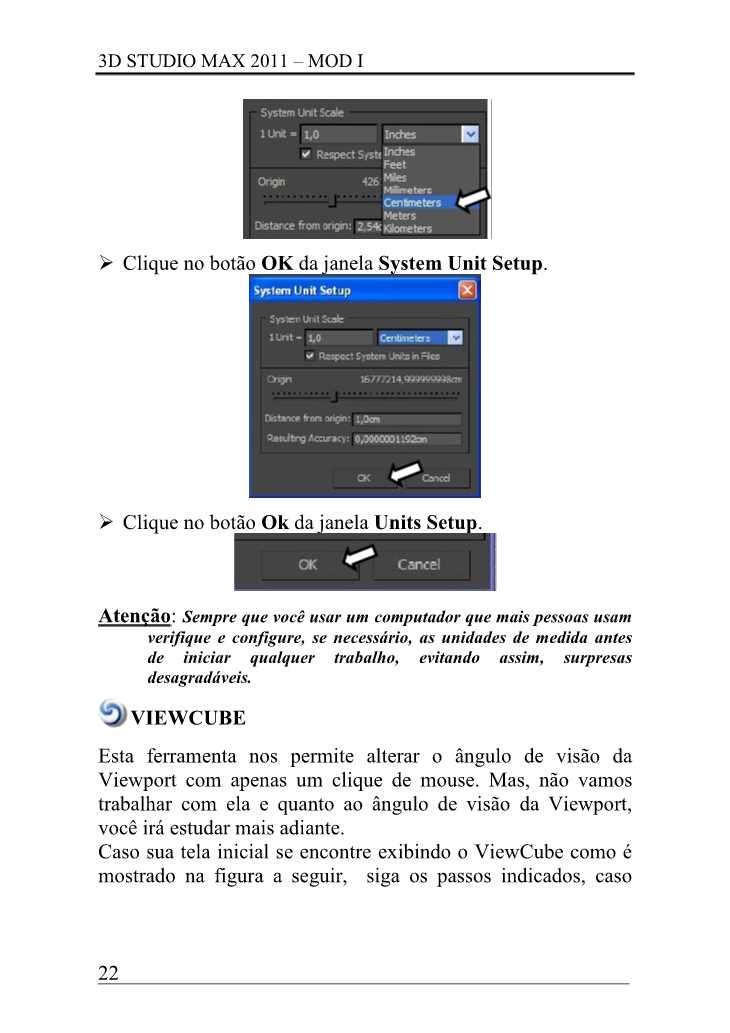 3D STUDIO MAX 2011 – MOD I
System Unit Scale
1 Unit = 1,0 Inches
Respect Syste Inches
Feet
Origin 426 Miles
Millimeters
Centimeters
Meters
Distance from origin: 2,54c Kilometers
➢ Clique no botão OK da janela System Unit Setup.
System Unit Setup
System Unit Scale
1 Unit = 1,0 Centimeters
Respect System Units in Files
Origin 16777214,999999998cm
Distance from origin: 1,0cm
Resulting Accuracy: 0,0000001192cm
OK Cancel
➢ Clique no botão Ok da janela Units Setup.
OK Cancel
Atenção: Sempre que você usar um computador que mais pessoas usam
verifique e configure, se necessário, as unidades de medida antes
de iniciar qualquer trabalho, evitando assim, surpresas
desagradáveis.
VIEWCUBE
Esta ferramenta nos permite alterar o ângulo de visão da
Viewport com apenas um clique de mouse. Mas, não vamos
trabalhar com ela e quanto ao ângulo de visão da Viewport,
você irá estudar mais adiante.
Caso sua tela inicial se encontre exibindo o ViewCube como é
mostrado na figura a seguir, siga os passos indicados, caso
22